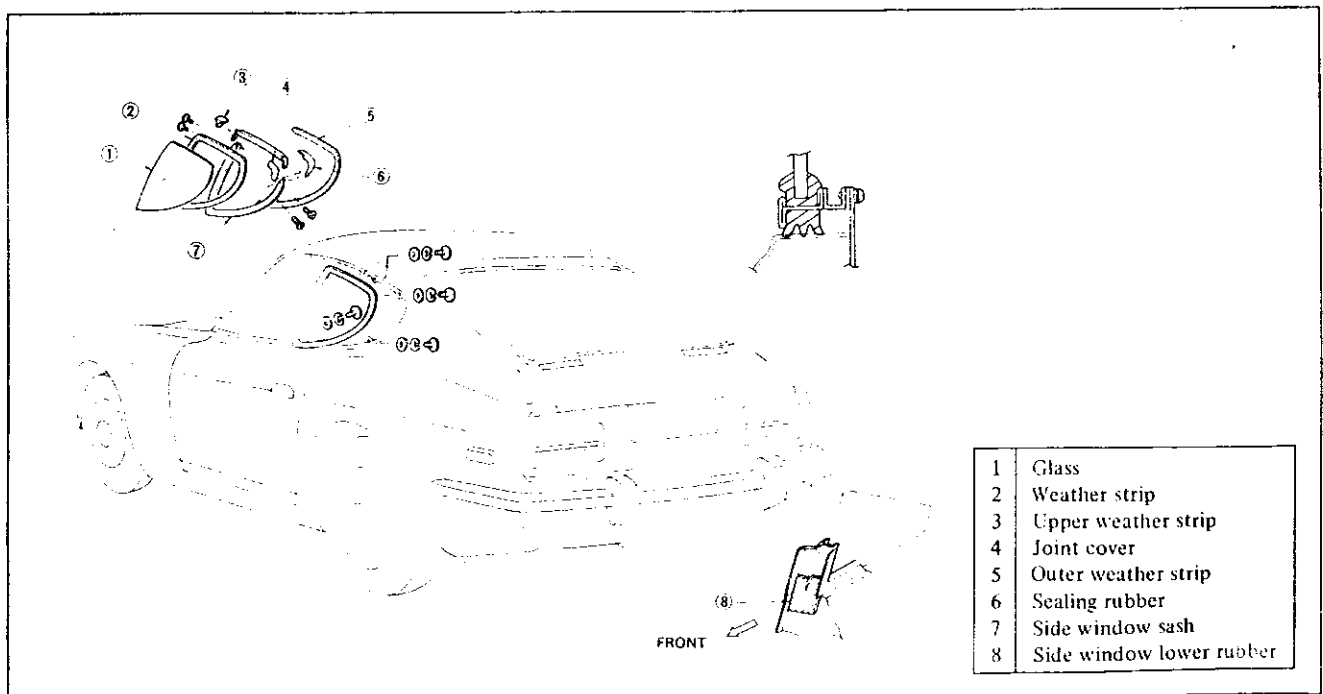 ③ 4
② 5
①
⑥
⑦
⑧
FRONT
1 Glass
2 Weather strip
3 Upper weather strip
4 Joint cover
5 Outer weather strip
6 Sealing rubber
7 Side window sash
8 Side window lower rubber